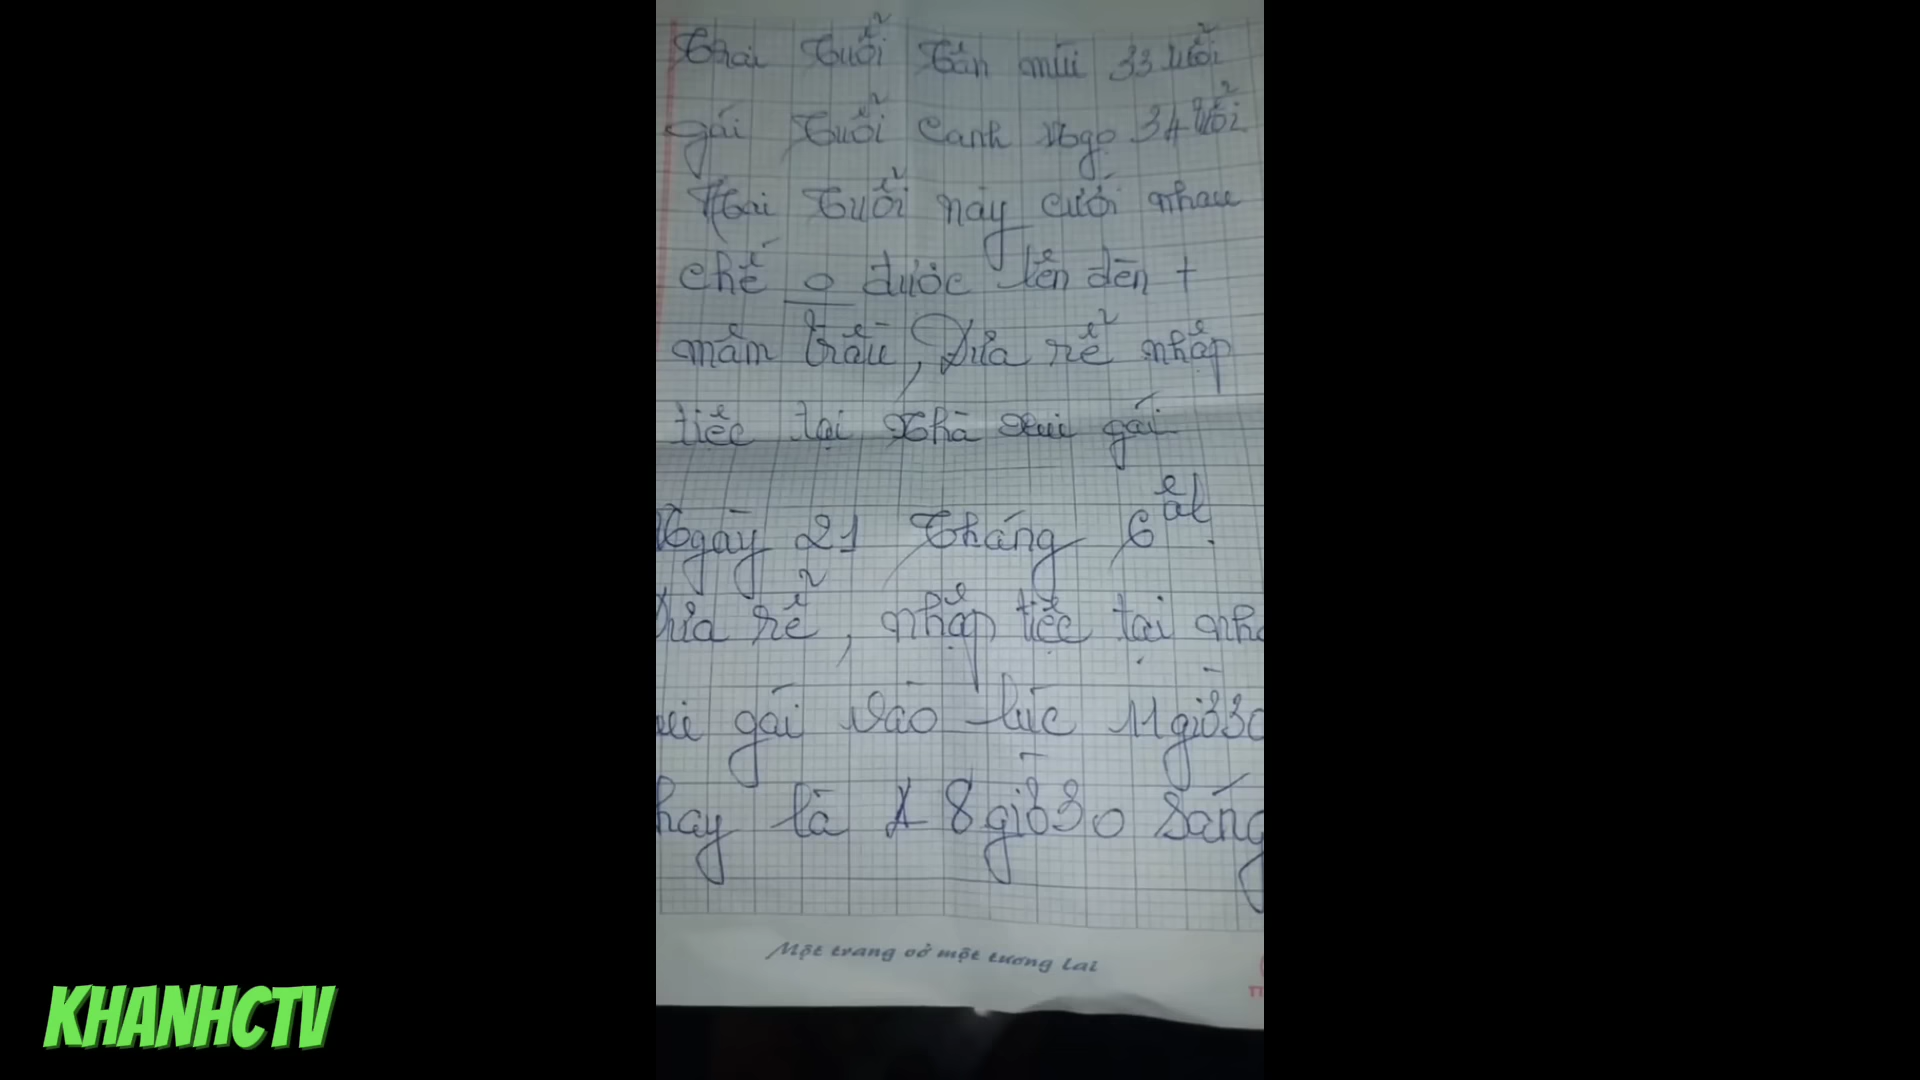 Trai tuổi tân mùi 33 tuổi
gái tuổi canh ngọ 34 tuổi
Hai tuổi này cưới nhau
chế o được lên đèn +
mâm trầu, Đưa rể nhập
tiệc tại nhà sui gái
Ngày 21 tháng 6 âl.
Đưa rể, nhập tiệc tại nhà
sui gái vào lúc 11 giờ 30
hay là 8 giờ 30 sáng
Một trang vở một tương lai
KHANHCTV